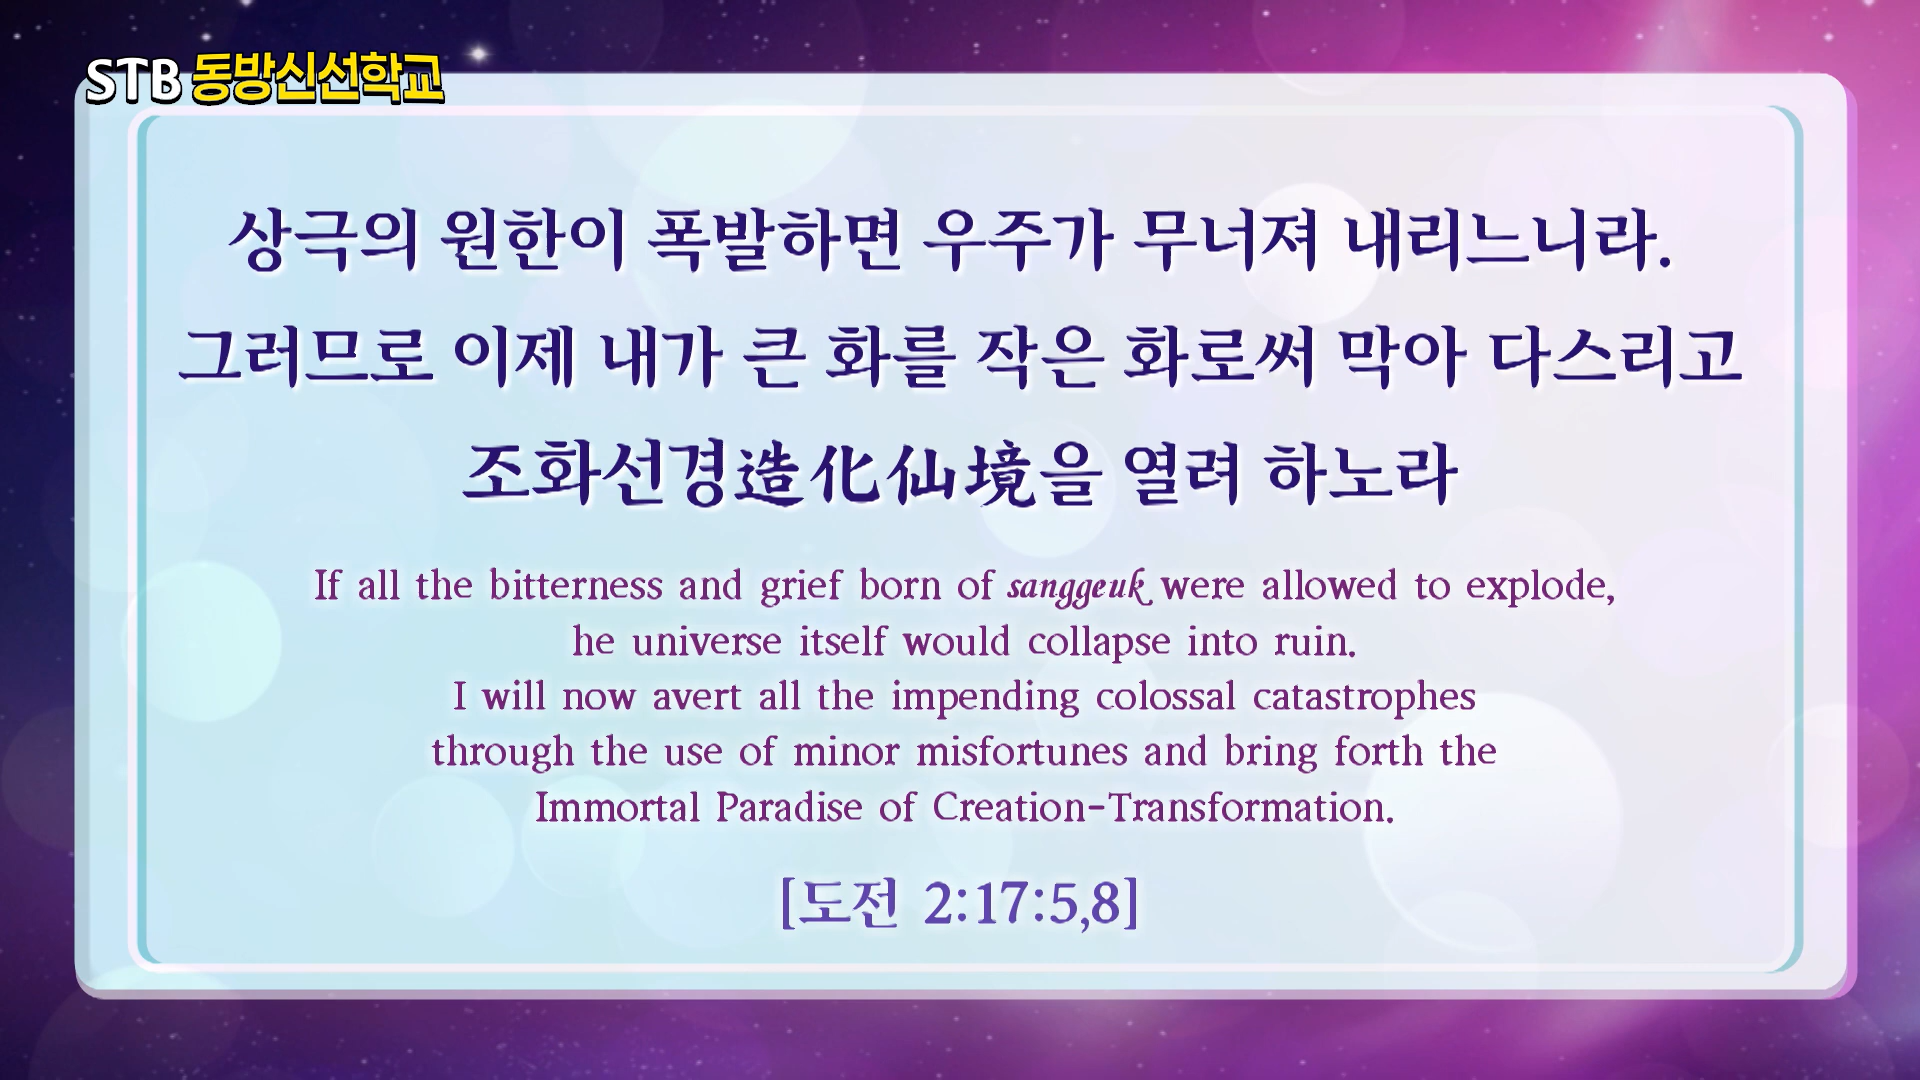 STB 동방신선학교
상극의 원한이 폭발하면 우주가 무너져 내리느니라.
그러므로 이제 내가 큰 화를 작은 화로써 막아 다스리고
조화선경造化仙境을 열려 하노라
If all the bitterness and grief born of sanggeuk were allowed to explode,
he universe itself would collapse into ruin.
I will now avert all the impending colossal catastrophes
through the use of minor misfortunes and bring forth the
Immortal Paradise of Creation-Transformation.
[도전 2:17:5,8]